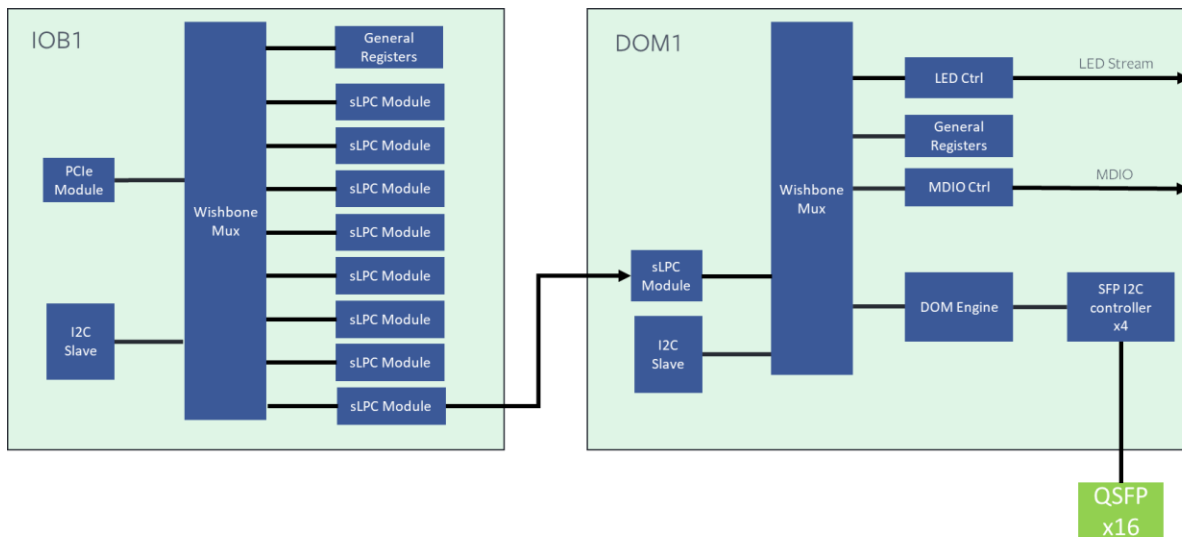 IOB1
General
Registers
sLPC Module
sLPC Module
sLPC Module
sLPC Module
sLPC Module
sLPC Module
sLPC Module
sLPC Module
PCIe
Module
Wishbone
Mux
I2C
Slave
DOM1
LED Ctrl
LED Stream
General
Registers
MDIO Ctrl
MDIO
Wishbone
Mux
sLPC
Module
I2C
Slave
DOM Engine
SFP I2C
controller
x4
QSFP
x16